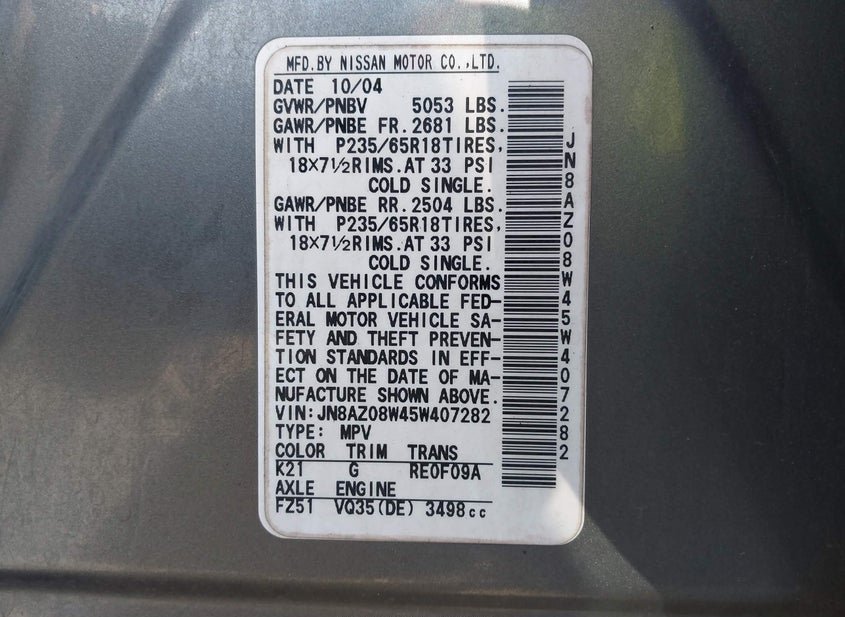 MFD.BY NISSAN MOTOR CO.,LTD.
DATE 10/04
GVWR/PNBV 5053 LBS.
GAWR/PNBE FR.2681 LBS.
WITH P235/65R18TIRES,
18×7½RIMS.AT 33 PSI
COLD SINGLE.
GAWR/PNBE RR.2504 LBS.
WITH P235/65R18TIRES,
18×7½RIMS.AT 33 PSI
COLD SINGLE.
THIS VEHICLE CONFORMS
TO ALL APPLICABLE FED-
ERAL MOTOR VEHICLE SA-
FETY AND THEFT PREVEN-
TION STANDARDS IN EFF-
ECT ON THE DATE OF MA-
NUFACTURE SHOWN ABOVE.
VIN:JN8AZ08W45W407282
TYPE: MPV
COLOR TRIM TRANS
K21 G RE0F09A
AXLE ENGINE
FZ51 VQ35(DE) 3498cc
JN8AZ08W45W407282